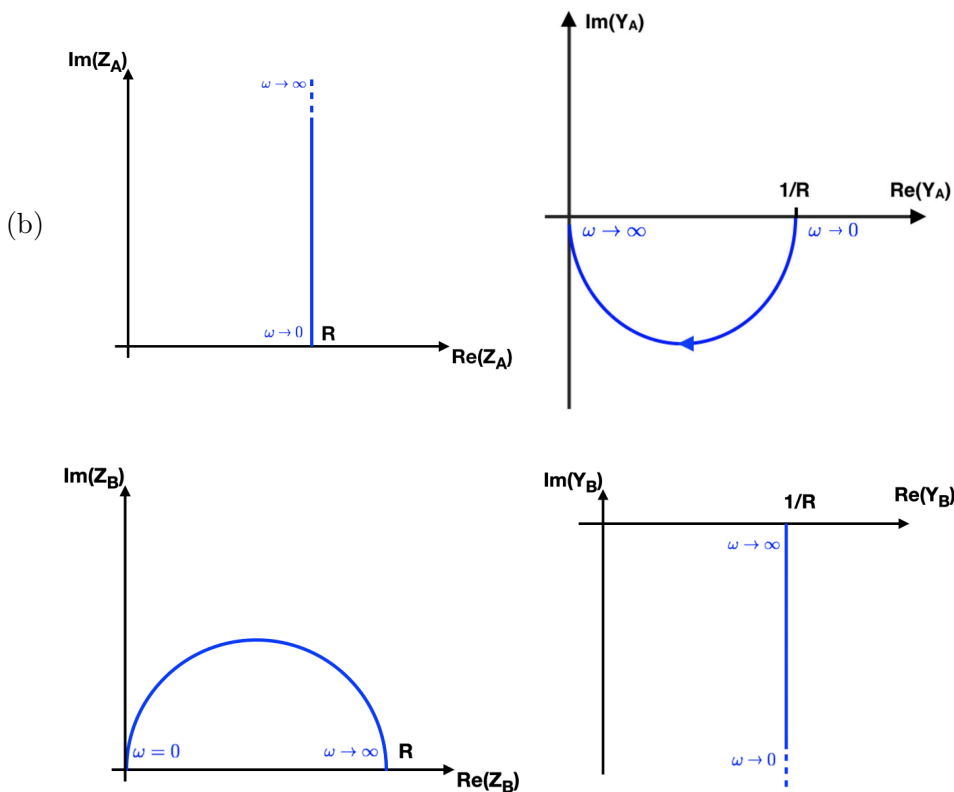 (b)
Im(Z_A)
ω → ∞
ω → 0
R
Re(Z_A)
Im(Y_A)
1/R
Re(Y_A)
ω → ∞
ω → 0
Im(Z_B)
ω = 0
ω → ∞
R
Re(Z_B)
Im(Y_B)
1/R
Re(Y_B)
ω → ∞
ω → 0